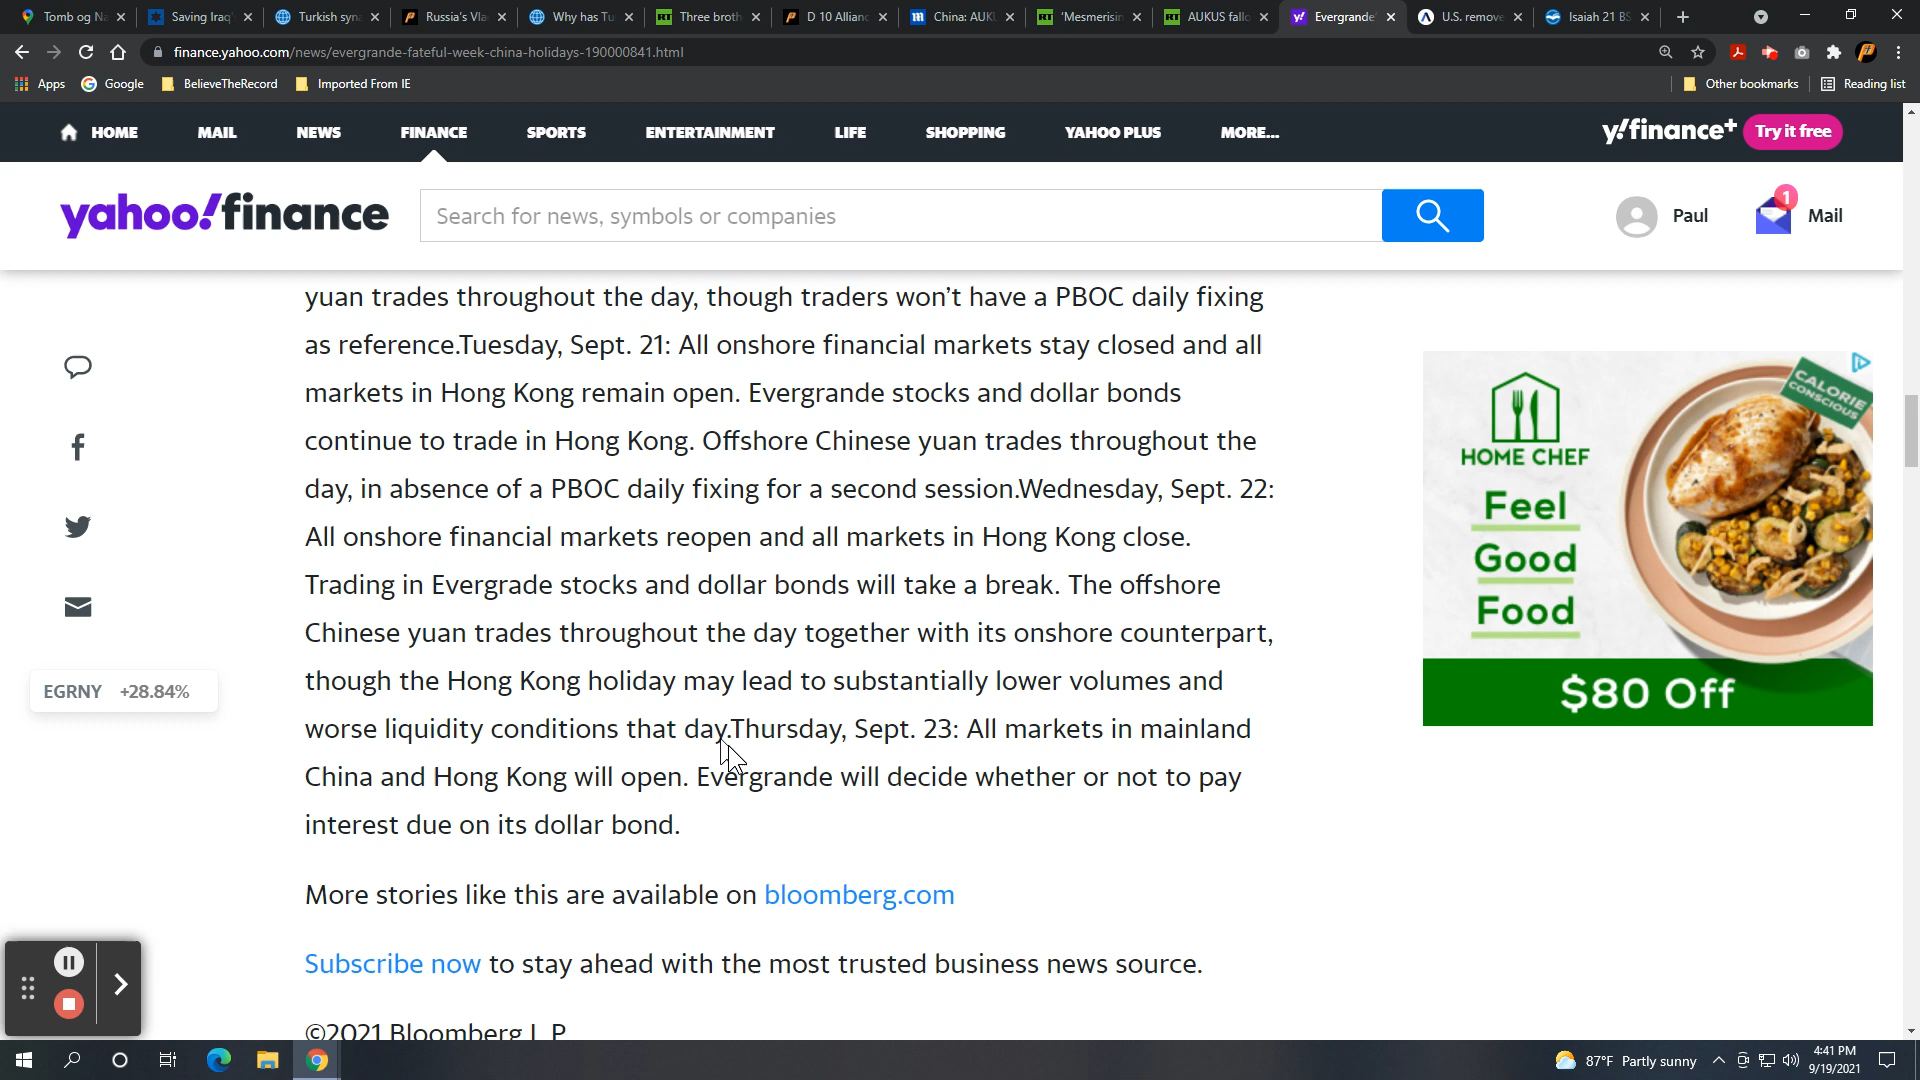 Tomb og Na
Saving Iraq'
Turkish syna
Russia's Vla
Why has Tu
Three broth
D 10 Allianc
China: AUKU
'Mesmerisin
AUKUS fallo
Evergrande'
U.S. remove
Isaiah 21 BS
finance.yahoo.com/news/evergrande-fateful-week-china-holidays-190000841.html
Apps
Google
BelieveTheRecord
Imported From IE
Other bookmarks
Reading list
HOME
MAIL
NEWS
FINANCE
SPORTS
ENTERTAINMENT
LIFE
SHOPPING
YAHOO PLUS
MORE...
y!finance+
Try it free
yahoo!finance
Search for news, symbols or companies
Paul
1
Mail
yuan trades throughout the day, though traders won't have a PBOC daily fixing
as reference.Tuesday, Sept. 21: All onshore financial markets stay closed and all
markets in Hong Kong remain open. Evergrande stocks and dollar bonds
continue to trade in Hong Kong. Offshore Chinese yuan trades throughout the
day, in absence of a PBOC daily fixing for a second session.Wednesday, Sept. 22:
All onshore financial markets reopen and all markets in Hong Kong close.
Trading in Evergrade stocks and dollar bonds will take a break. The offshore
Chinese yuan trades throughout the day together with its onshore counterpart,
though the Hong Kong holiday may lead to substantially lower volumes and
worse liquidity conditions that day.Thursday, Sept. 23: All markets in mainland
China and Hong Kong will open. Evergrande will decide whether or not to pay
interest due on its dollar bond.
More stories like this are available on bloomberg.com
Subscribe now to stay ahead with the most trusted business news source.
©2021 Bloomberg L.P.
EGRNY +28.84%
CALORIE
CONSCIOUS
HOME CHEF
Feel
Good
Food
$80 Off
87°F Partly sunny
4:41 PM
9/19/2021